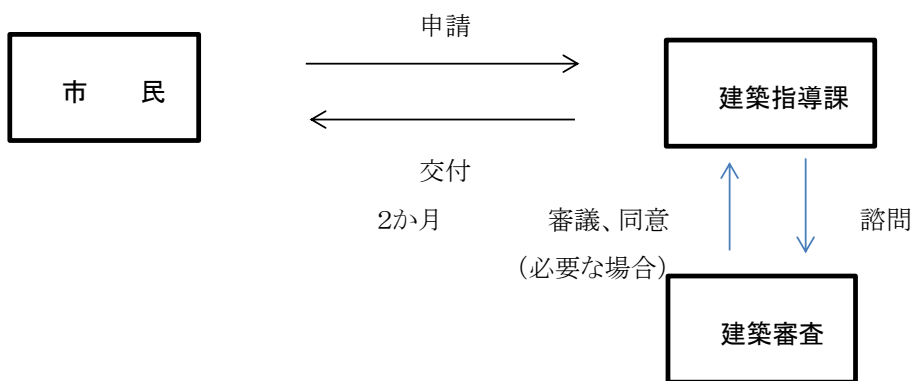 申請
市　　民
建築指導課
交付
2か月
審議、同意
諮問
（必要な場合）
建築審査